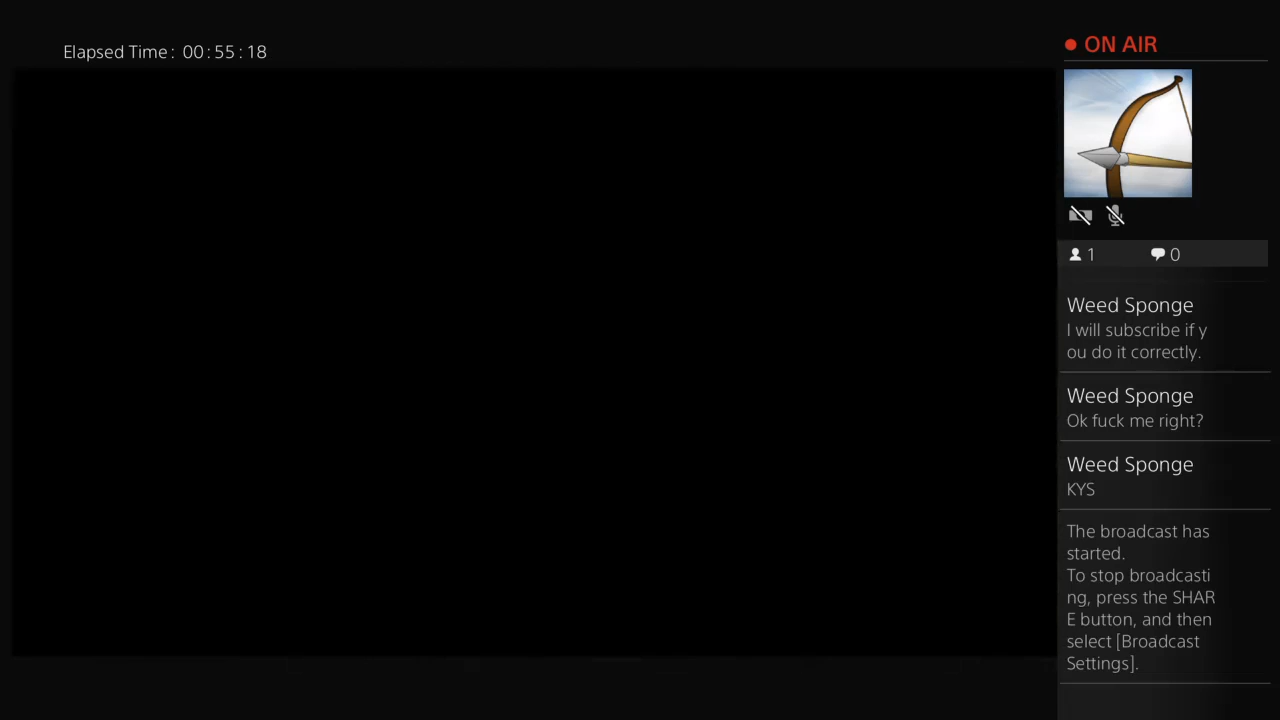 Elapsed Time: 00:55:18
ON AIR
1
0
Weed Sponge
I will subscribe if y
ou do it correctly.
Weed Sponge
Ok fuck me right?
Weed Sponge
KYS
The broadcast has
started.
To stop broadcasti
ng, press the SHAR
E button, and then
select [Broadcast
Settings].